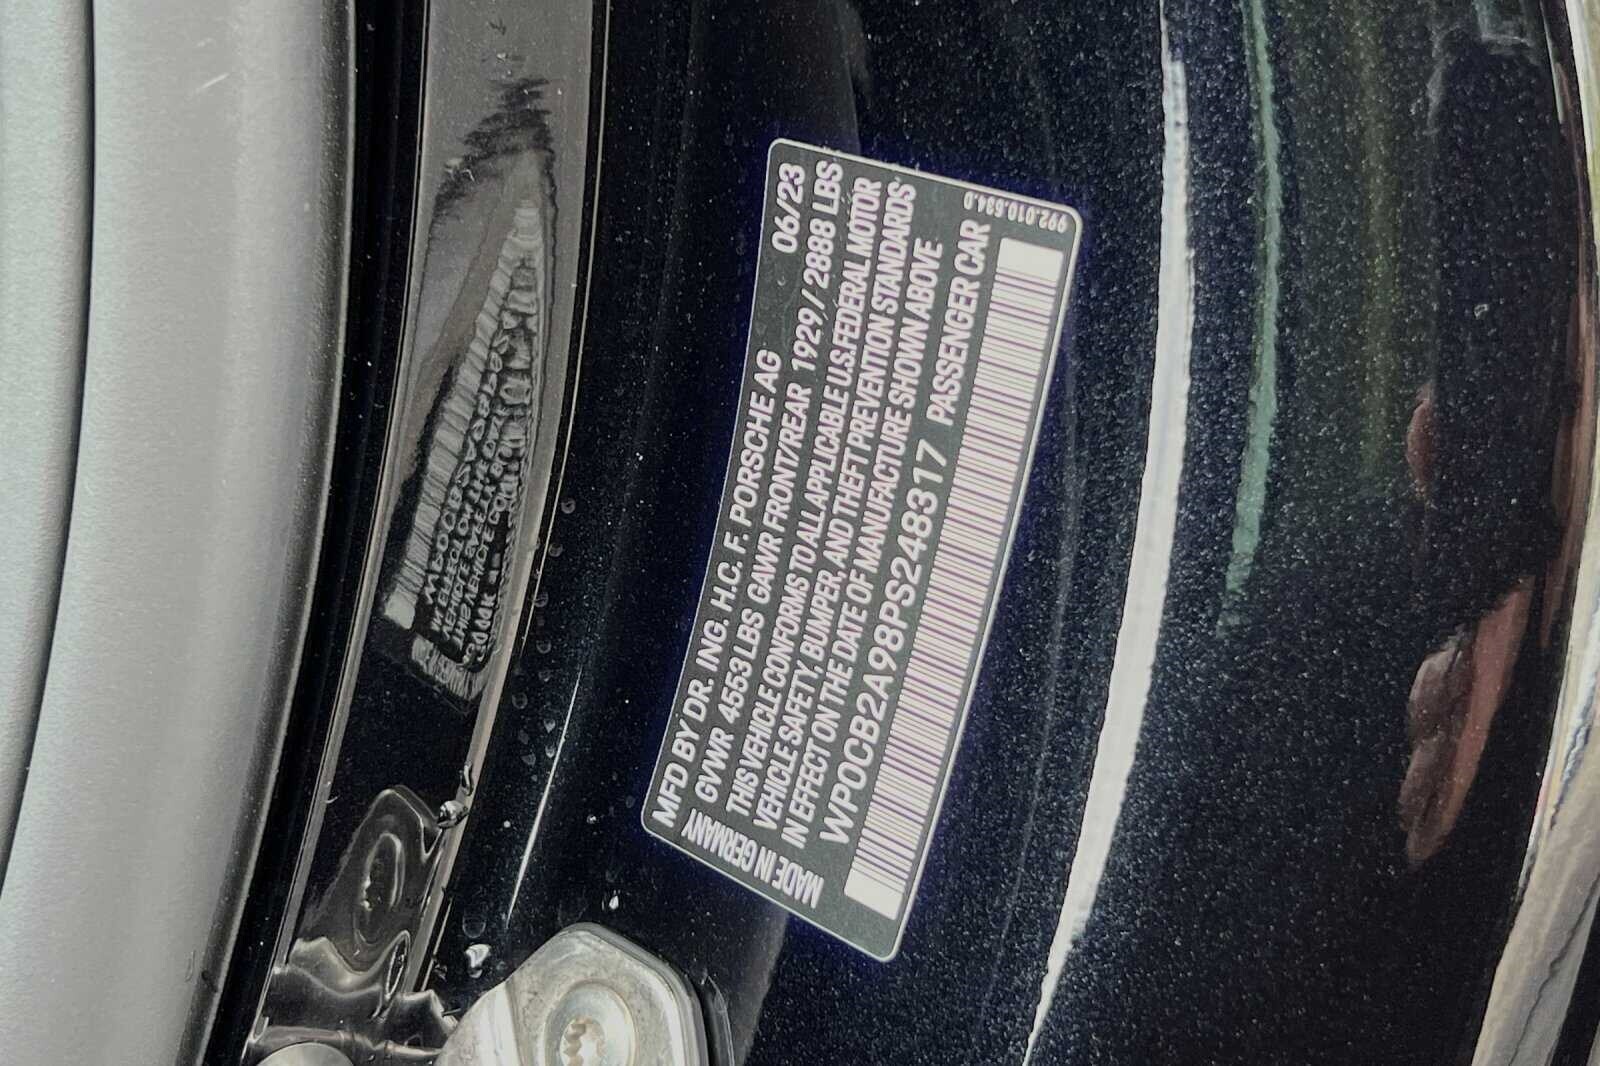 MFD BY DR. ING. H.C. F. PORSCHE AG 06/23
GVWR 4553 LBS GAWR FRONT/REAR 1929 / 2888 LBS
THIS VEHICLE CONFORMS TO ALL APPLICABLE U.S.FEDERAL MOTOR
VEHICLE SAFETY, BUMPER, AND THEFT PREVENTION STANDARDS
IN EFFECT ON THE DATE OF MANUFACTURE SHOWN ABOVE
WP0CB2A98PS248317 PASSENGER CAR
MADE IN GERMANY
992.010.634.D